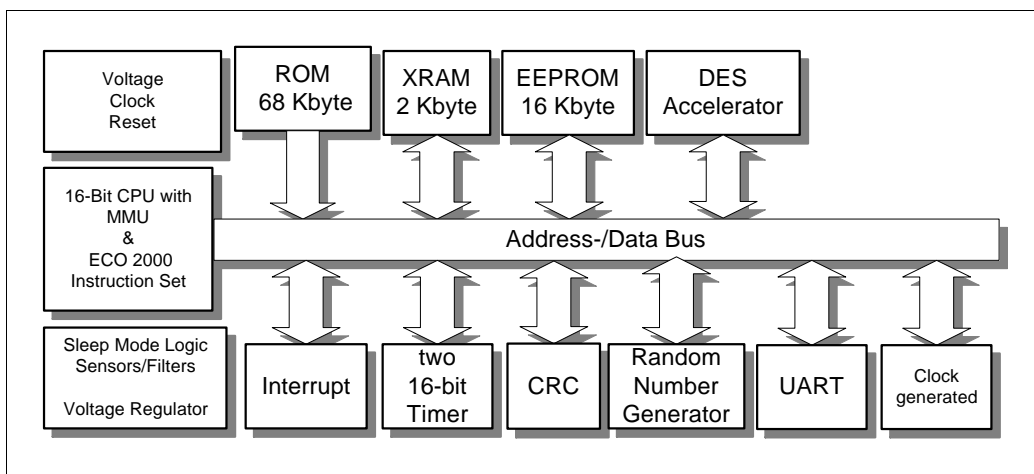 Voltage
Clock
Reset
ROM
68 Kbyte
XRAM
2 Kbyte
EEPROM
16 Kbyte
DES
Accelerator
16-Bit CPU with
MMU
&
ECO 2000
Instruction Set
Address-/Data Bus
Sleep Mode Logic
Sensors/Filters
Voltage Regulator
Interrupt
two
16-bit
Timer
CRC
Random
Number
Generator
UART
Clock
generated